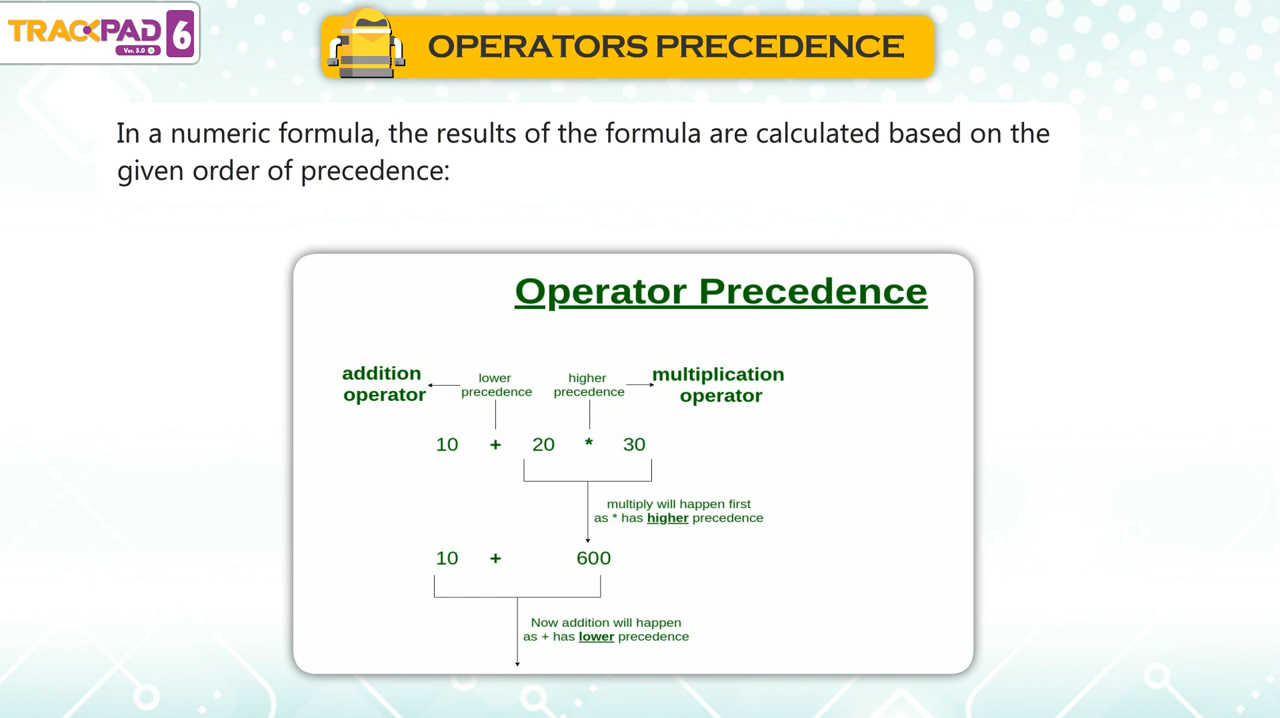 TRACKPAD
Ver. 5.0
6
OPERATORS PRECEDENCE
In a numeric formula, the results of the formula are calculated based on the
given order of precedence:
Operator Precedence
addition
operator
lower
precedence
higher
precedence
multiplication
operator
10 + 20 * 30
multiply will happen first
as * has higher precedence
10 + 600
Now addition will happen
as + has lower precedence